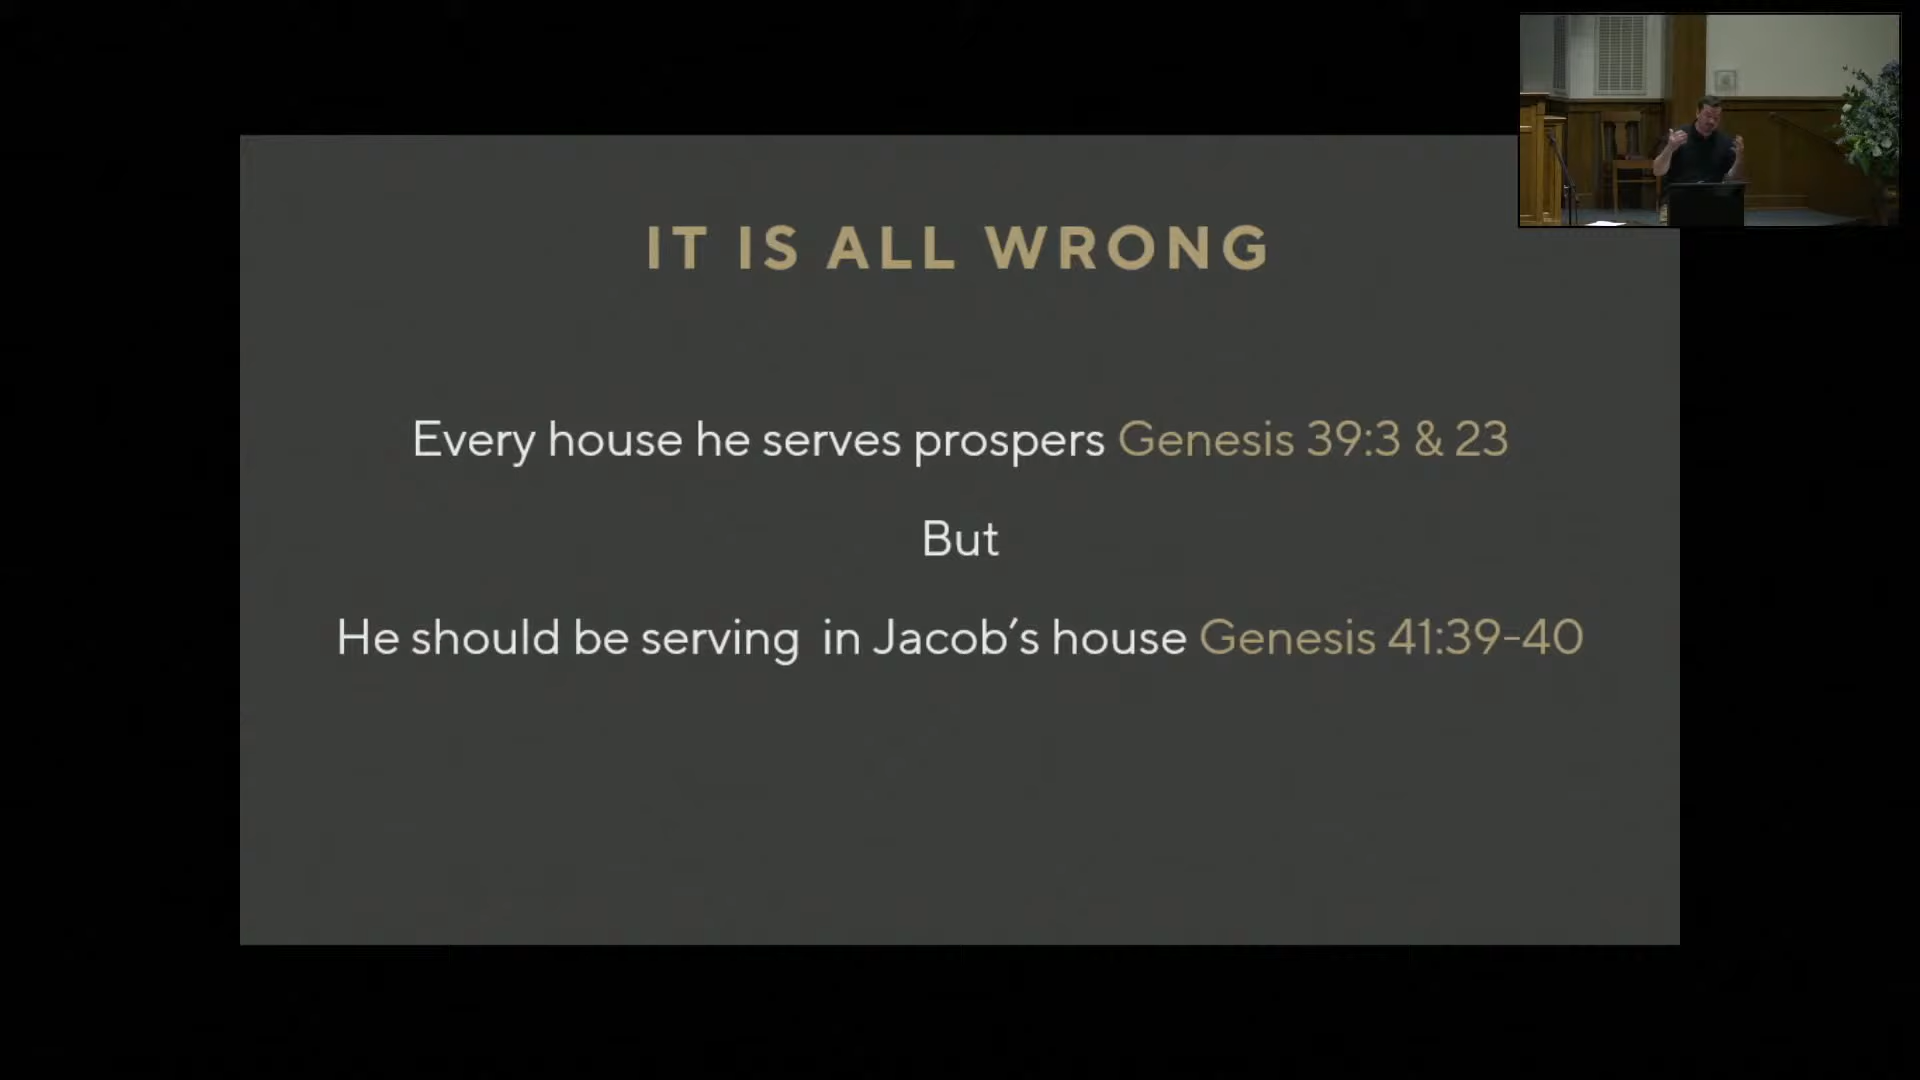 IT IS ALL WRONG
Every house he serves prospers Genesis 39:3 & 23
But
He should be serving  in Jacob’s house Genesis 41:39-40